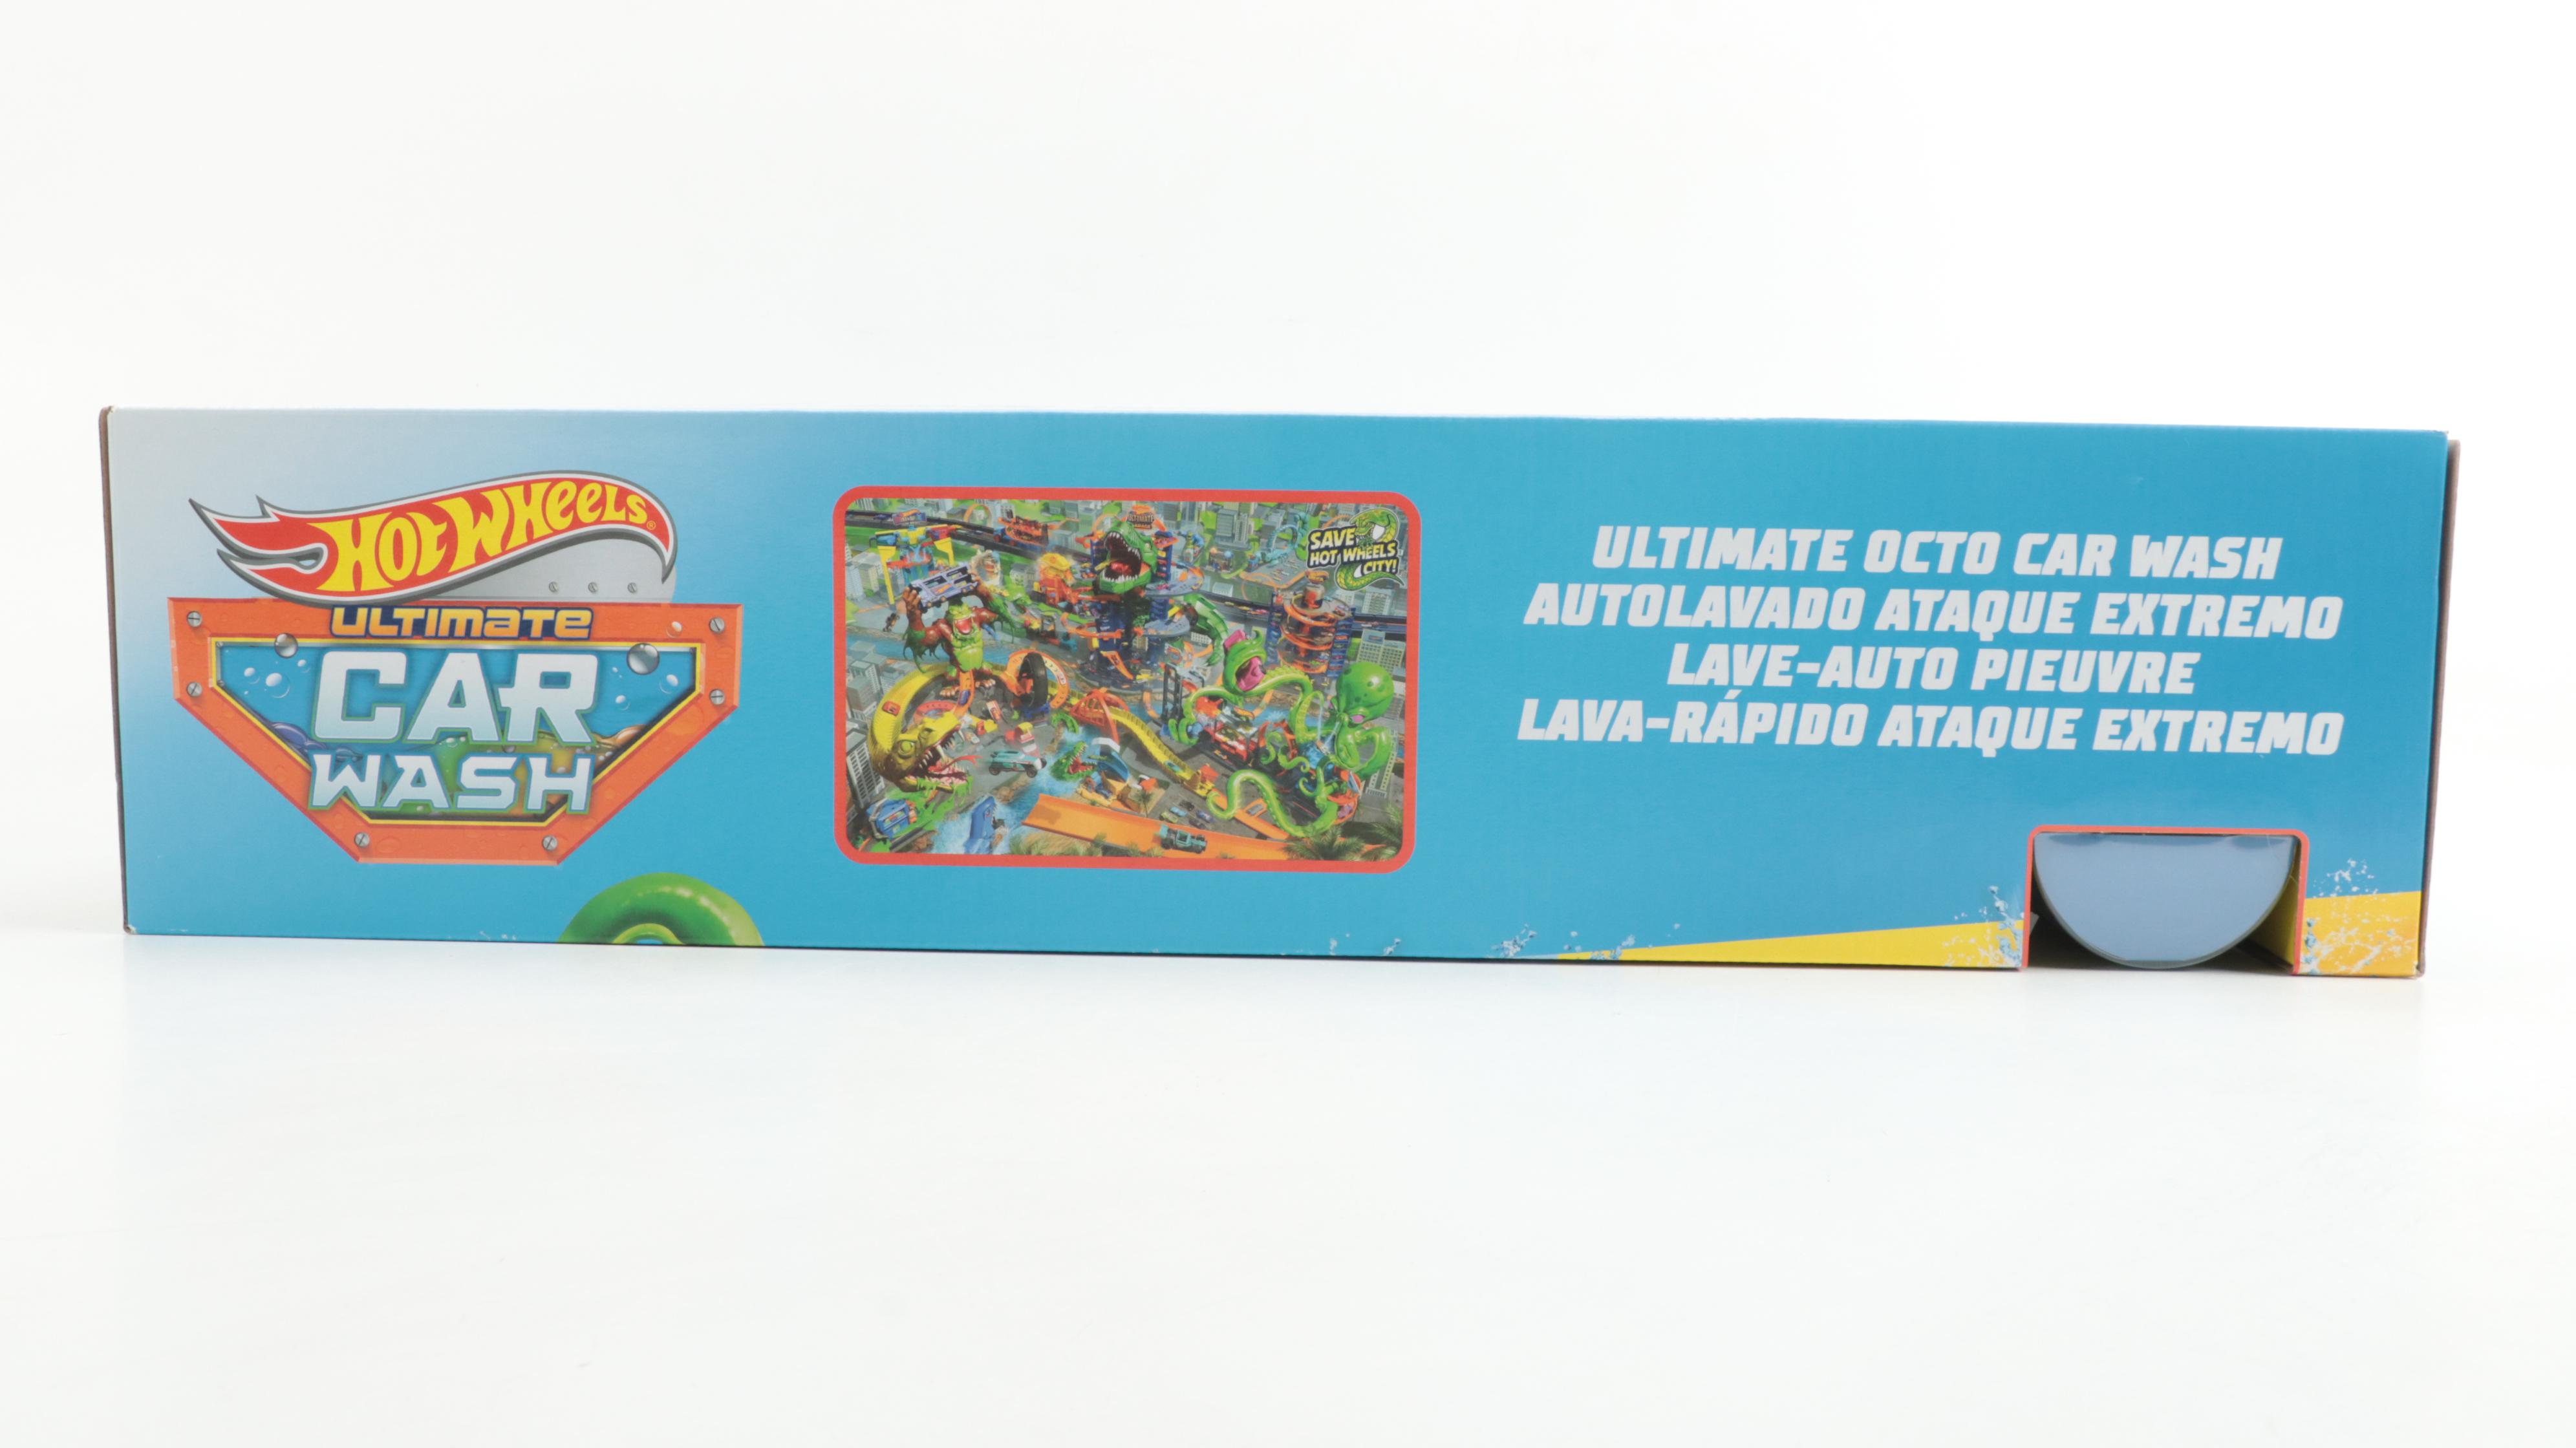 HOT WHEELS®
ULTIMATE
CAR
WASH
SAVE
HOT WHEELS
CITY!
ULTIMATE OCTO CAR WASH
AUTOLAVADO ATAQUE EXTREMO
LAVE-AUTO PIEUVRE
LAVA-RÁPIDO ATAQUE EXTREMO